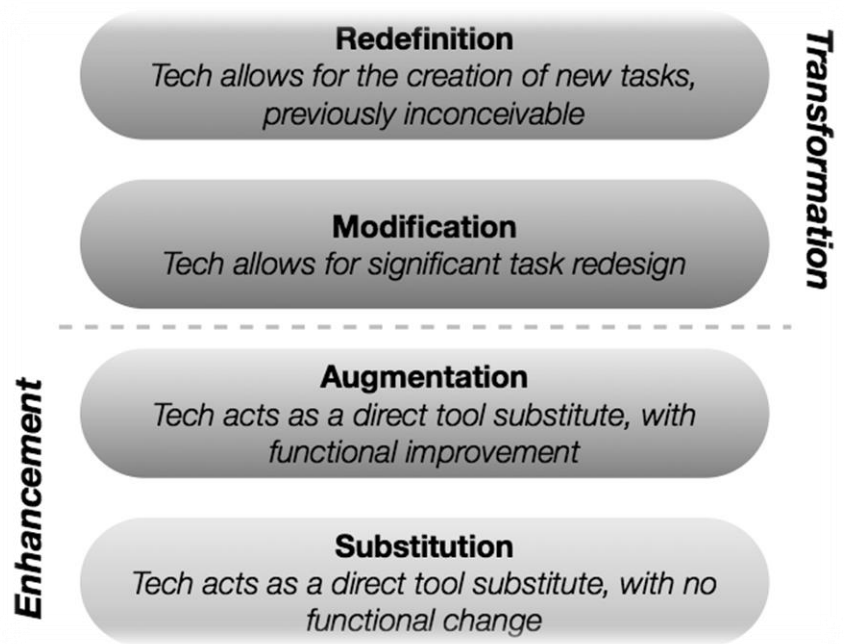 Redefinition
Tech allows for the creation of new tasks,
previously inconceivable
Transformation
Modification
Tech allows for significant task redesign
Augmentation
Tech acts as a direct tool substitute, with
functional improvement
Enhancement
Substitution
Tech acts as a direct tool substitute, with no
functional change